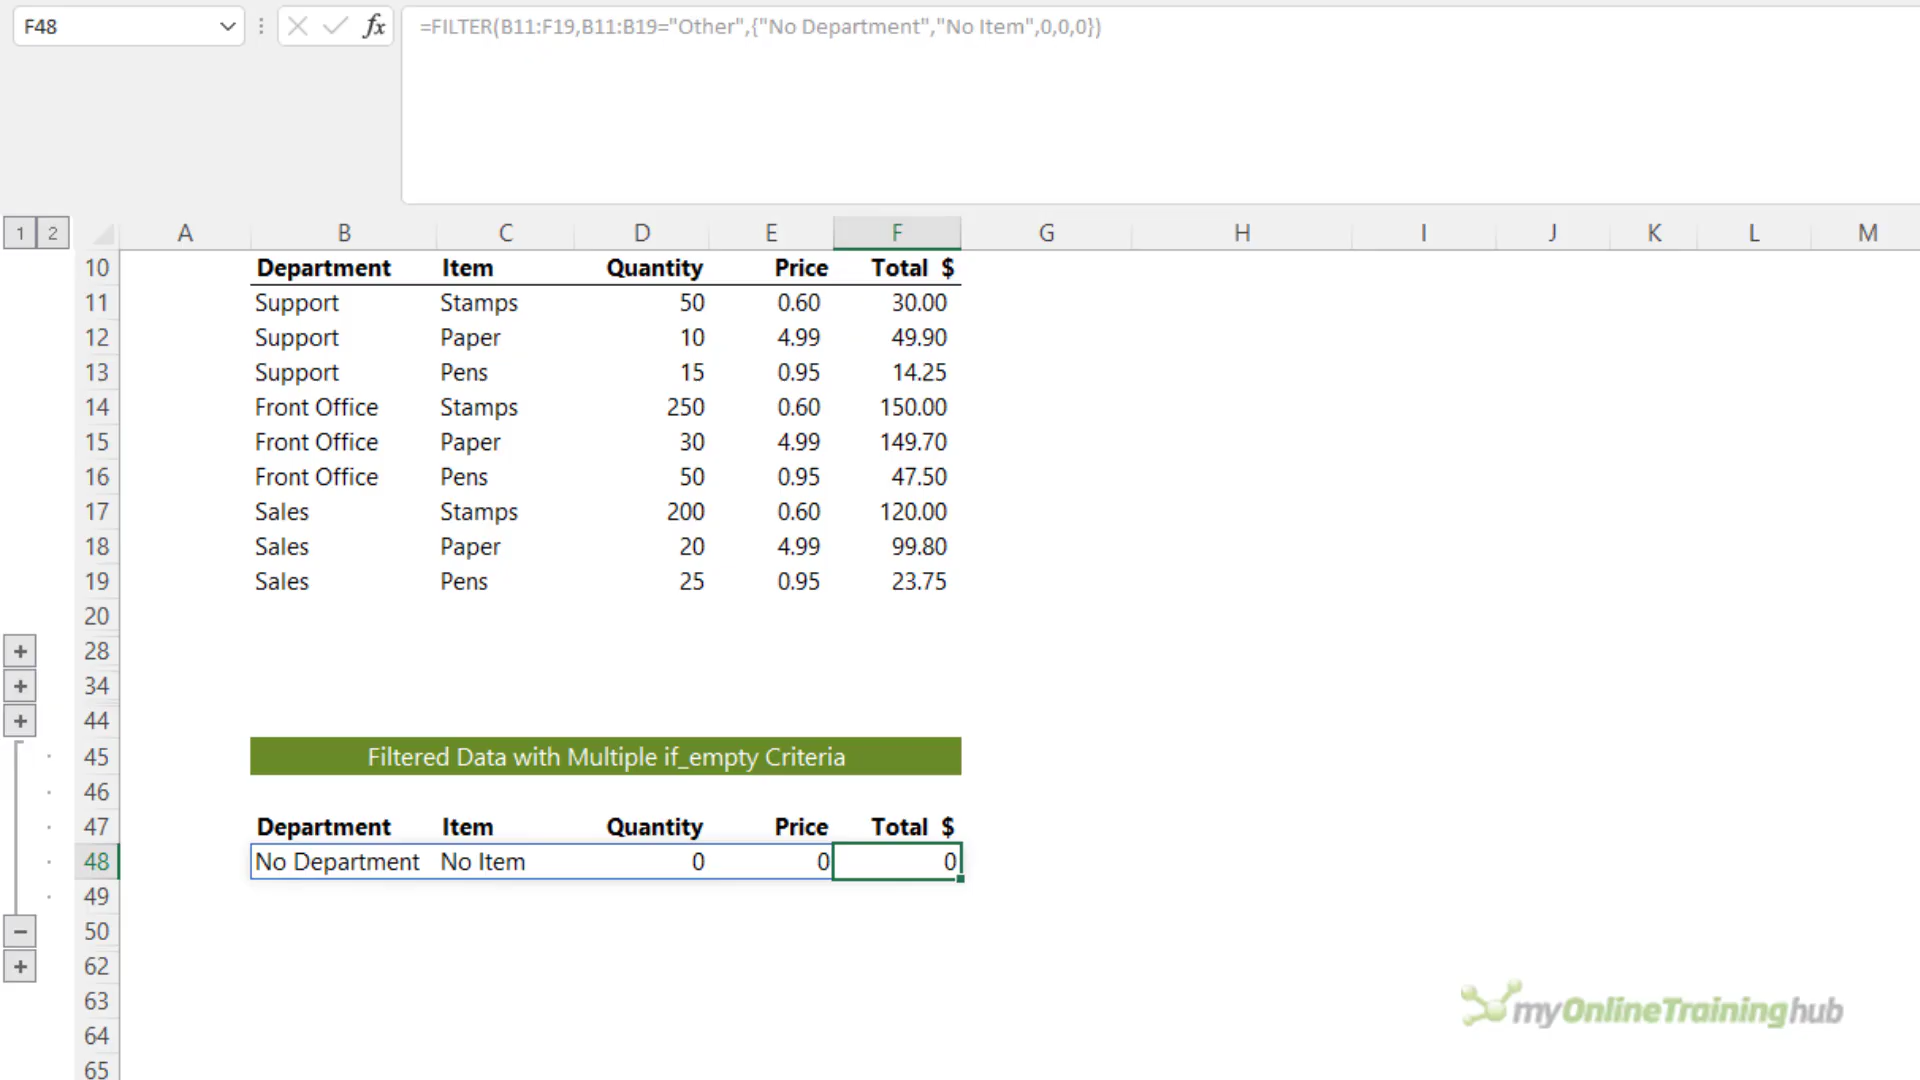 F48 fx =FILTER(B11:F19,B11:B19="Other",{"No Department","No Item",0,0,0})
1 2 A B C D E F G H I J K L M
10 Department Item Quantity Price Total $
11 Support Stamps 50 0.60 30.00
12 Support Paper 10 4.99 49.90
13 Support Pens 15 0.95 14.25
14 Front Office Stamps 250 0.60 150.00
15 Front Office Paper 30 4.99 149.70
16 Front Office Pens 50 0.95 47.50
17 Sales Stamps 200 0.60 120.00
18 Sales Paper 20 4.99 99.80
19 Sales Pens 25 0.95 23.75
20
+ 28
+ 34
+ 44
45 Filtered Data with Multiple if_empty Criteria
46
47 Department Item Quantity Price Total $
48 No Department No Item 0 0 0
49
- 50
+ 62
63
myOnlineTraininghub
64
65